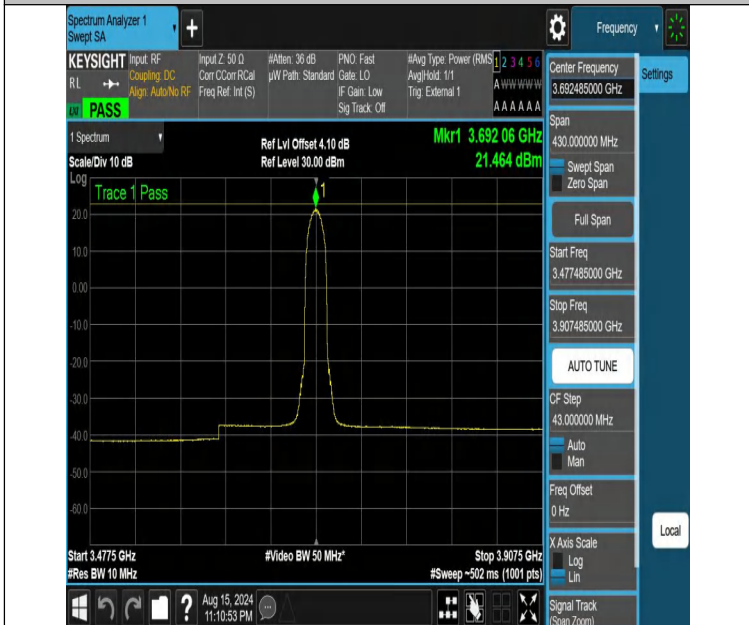 Spectrum Analyzer 1
Swept SA
Frequency
KEYSIGHT
RL
PASS
Input: RF
Coupling: DC
Align: Auto/No RF
Input Z: 50 Ω
Corr CCorr RCal
Freq Ref: Int (S)
#Atten: 36 dB
µW Path: Standard
PNO: Fast
Gate: LO
IF Gain: Low
Sig Track: Off
#Avg Type: Power (RMS
Avg|Hold: 1/1
Trig: External 1
1 2 3 4 5 6
A W W W W W
A A A A A A
1 Spectrum
Scale/Div 10 dB
Ref Lvl Offset 4.10 dB
Ref Level 30.00 dBm
Mkr1 3.692 06 GHz
21.464 dBm
Log
Trace 1 Pass
1
20.0
10.0
0.00
-10.0
-20.0
-30.0
-40.0
-50.0
-60.0
Start 3.4775 GHz
#Res BW 10 MHz
#Video BW 50 MHz*
Stop 3.9075 GHz
#Sweep ~502 ms (1001 pts)
Center Frequency
3.692485000 GHz
Settings
Span
430.000000 MHz
Swept Span
Zero Span
Full Span
Start Freq
3.477485000 GHz
Stop Freq
3.907485000 GHz
AUTO TUNE
CF Step
43.000000 MHz
Auto
Man
Freq Offset
0 Hz
X Axis Scale
Log
Lin
Local
Signal Track
(Span Zoom)
?
Aug 15, 2024
11:10:53 PM